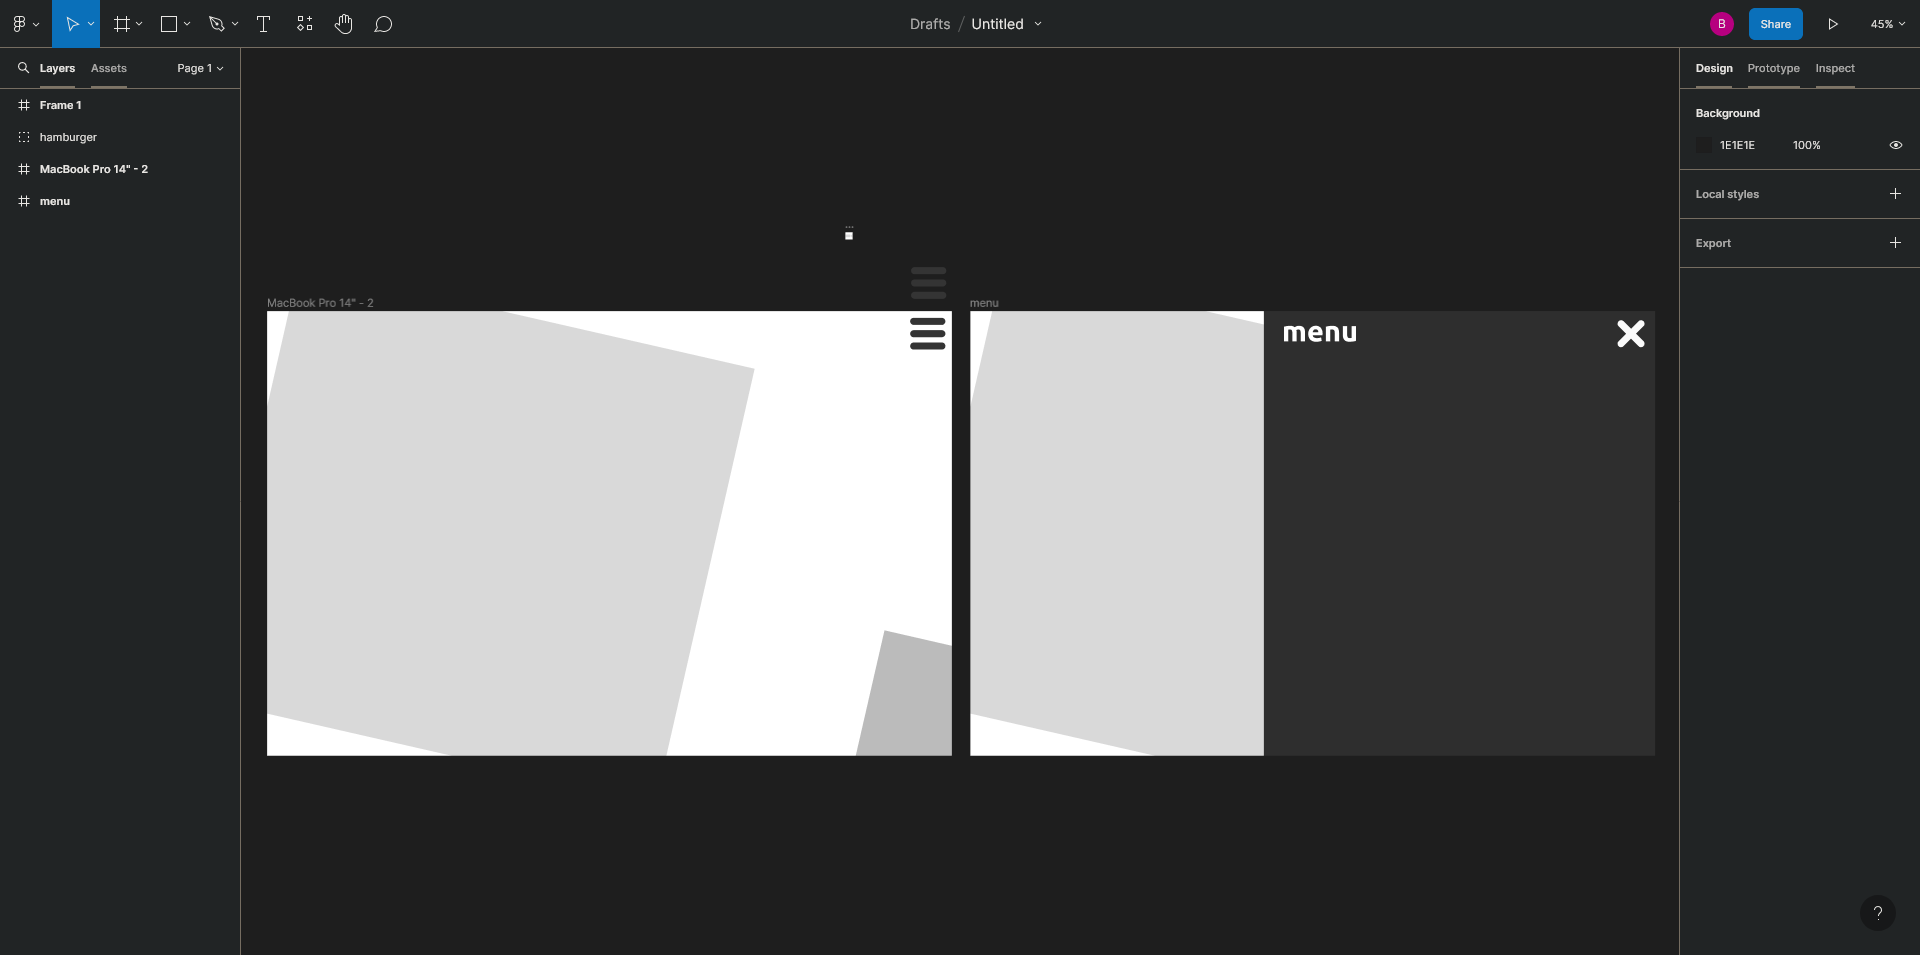 Drafts / Untitled
B
Share
45%
Layers
Assets
Page 1
Design
Prototype
Inspect
Frame 1
hamburger
MacBook Pro 14" - 2
menu
Background
1E1E1E
100%
Local styles
Export
...
MacBook Pro 14" - 2
menu
menu
?